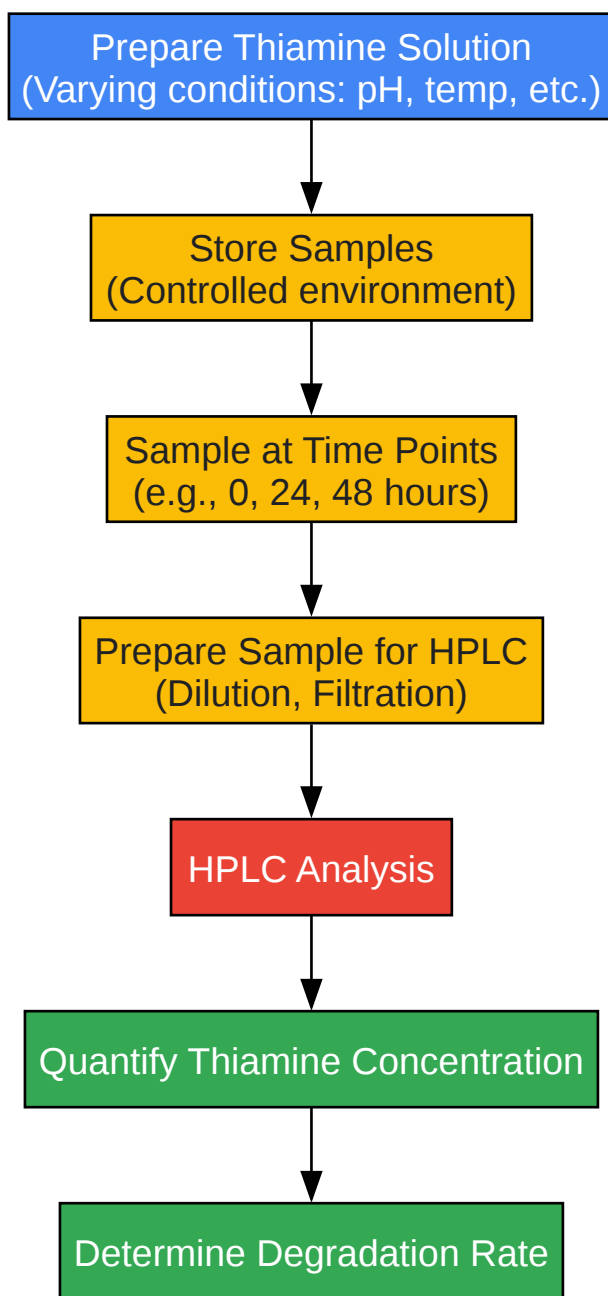 Prepare Thiamine Solution
(Varying conditions: pH, temp, etc.)
Store Samples
(Controlled environment)
Sample at Time Points
(e.g., 0, 24, 48 hours)
Prepare Sample for HPLC
(Dilution, Filtration)
HPLC Analysis
Quantify Thiamine Concentration
Determine Degradation Rate